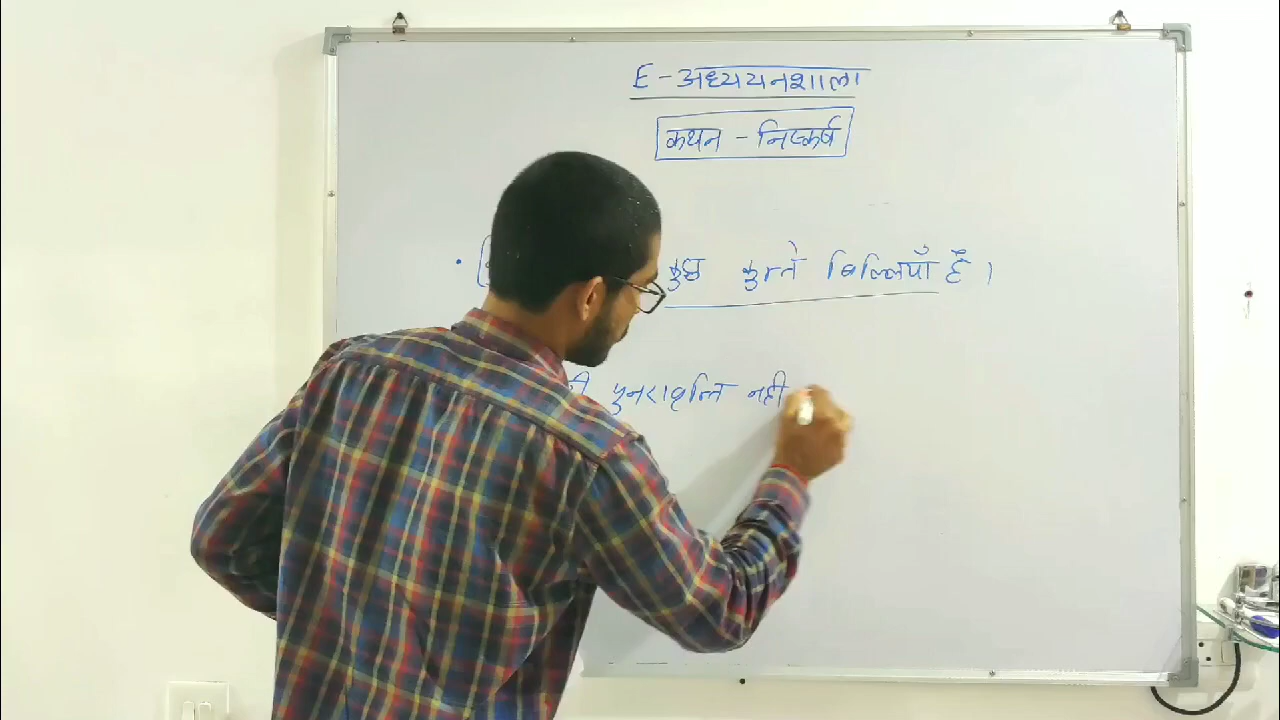 E - अध्ययनशाला
कथन - निष्कर्ष
कुछ कुत्ते बिल्लियाँ हैं।
पुनरावृत्ति नही